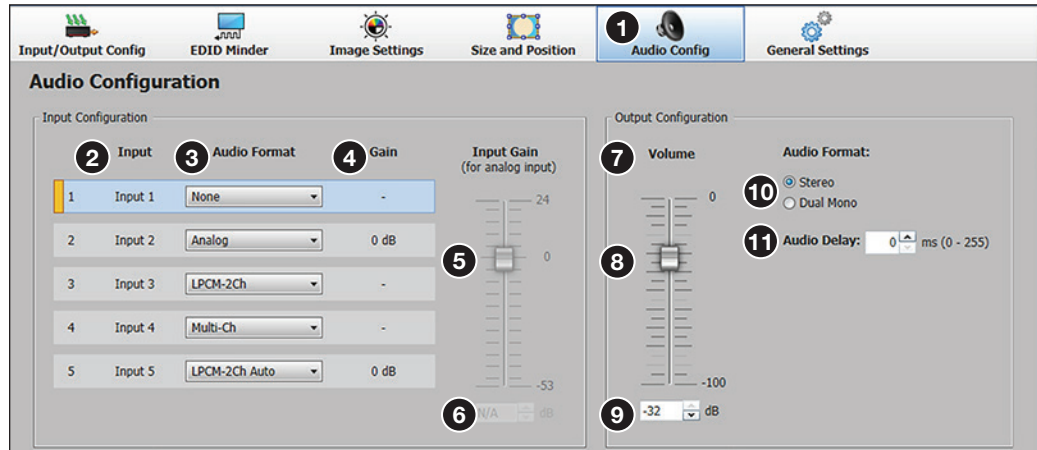 Input/Output Config
EDID Minder
Image Settings
Size and Position
1
Audio Config
General Settings
Audio Configuration
Input Configuration
2 Input 3 Audio Format 4 Gain
1 Input 1 None -
2 Input 2 Analog 0 dB
3 Input 3 LPCM-2Ch -
4 Input 4 Multi-Ch -
5 Input 5 LPCM-2Ch Auto 0 dB
Input Gain
(for analog input)
24
5 0
-53
6 N/A dB
Output Configuration
7 Volume
0
8
-100
9 -32 dB
Audio Format:
10 Stereo
Dual Mono
11 Audio Delay: 0 ms (0 - 255)